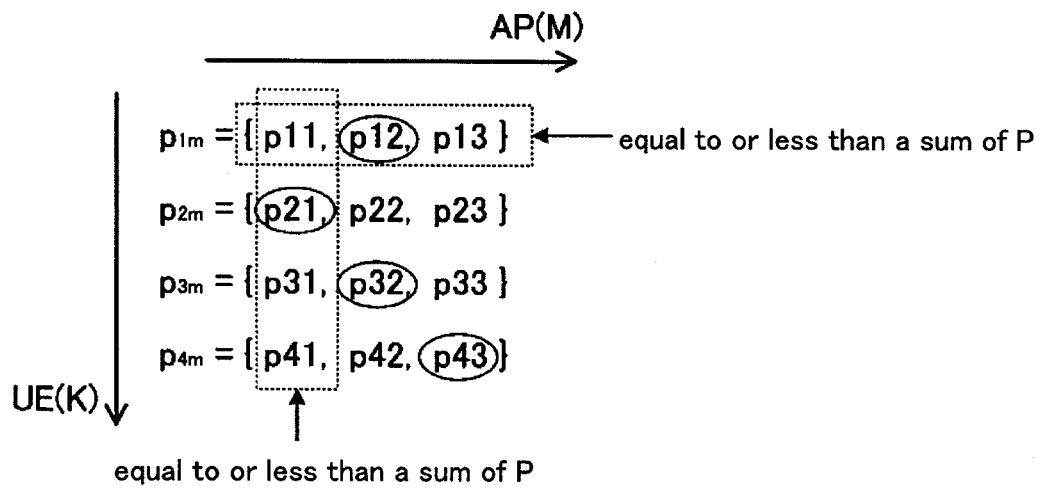 AP(M)
p1m = { p11, p12, p13 }
equal to or less than a sum of P
p2m = { p21, p22, p23 }
p3m = { p31, p32, p33 }
p4m = { p41, p42, p43 }
UE(K)
equal to or less than a sum of P